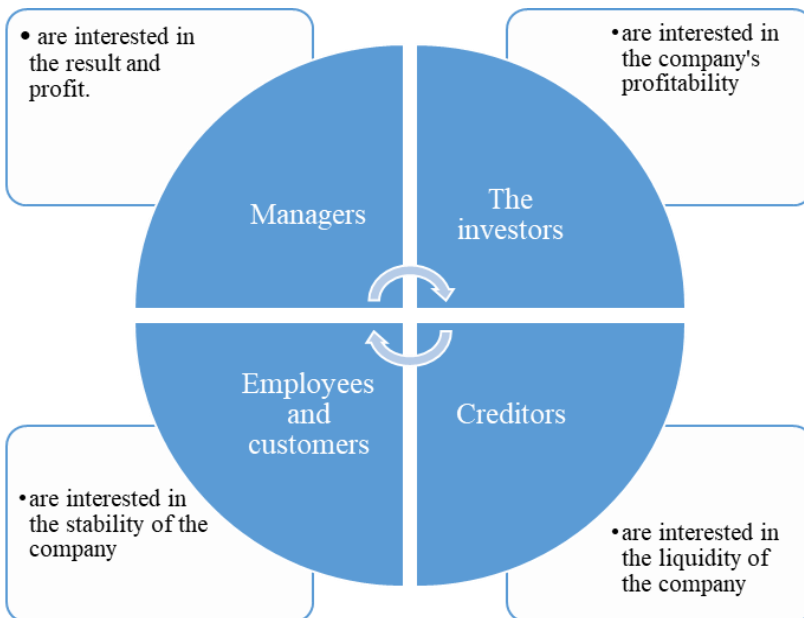 • are interested in
the result and
profit.
•are interested in
the company's
profitability
Managers
The
investors
Employees
and
customers
Creditors
•are interested in
the stability of the
company
•are interested in
the liquidity of
the company